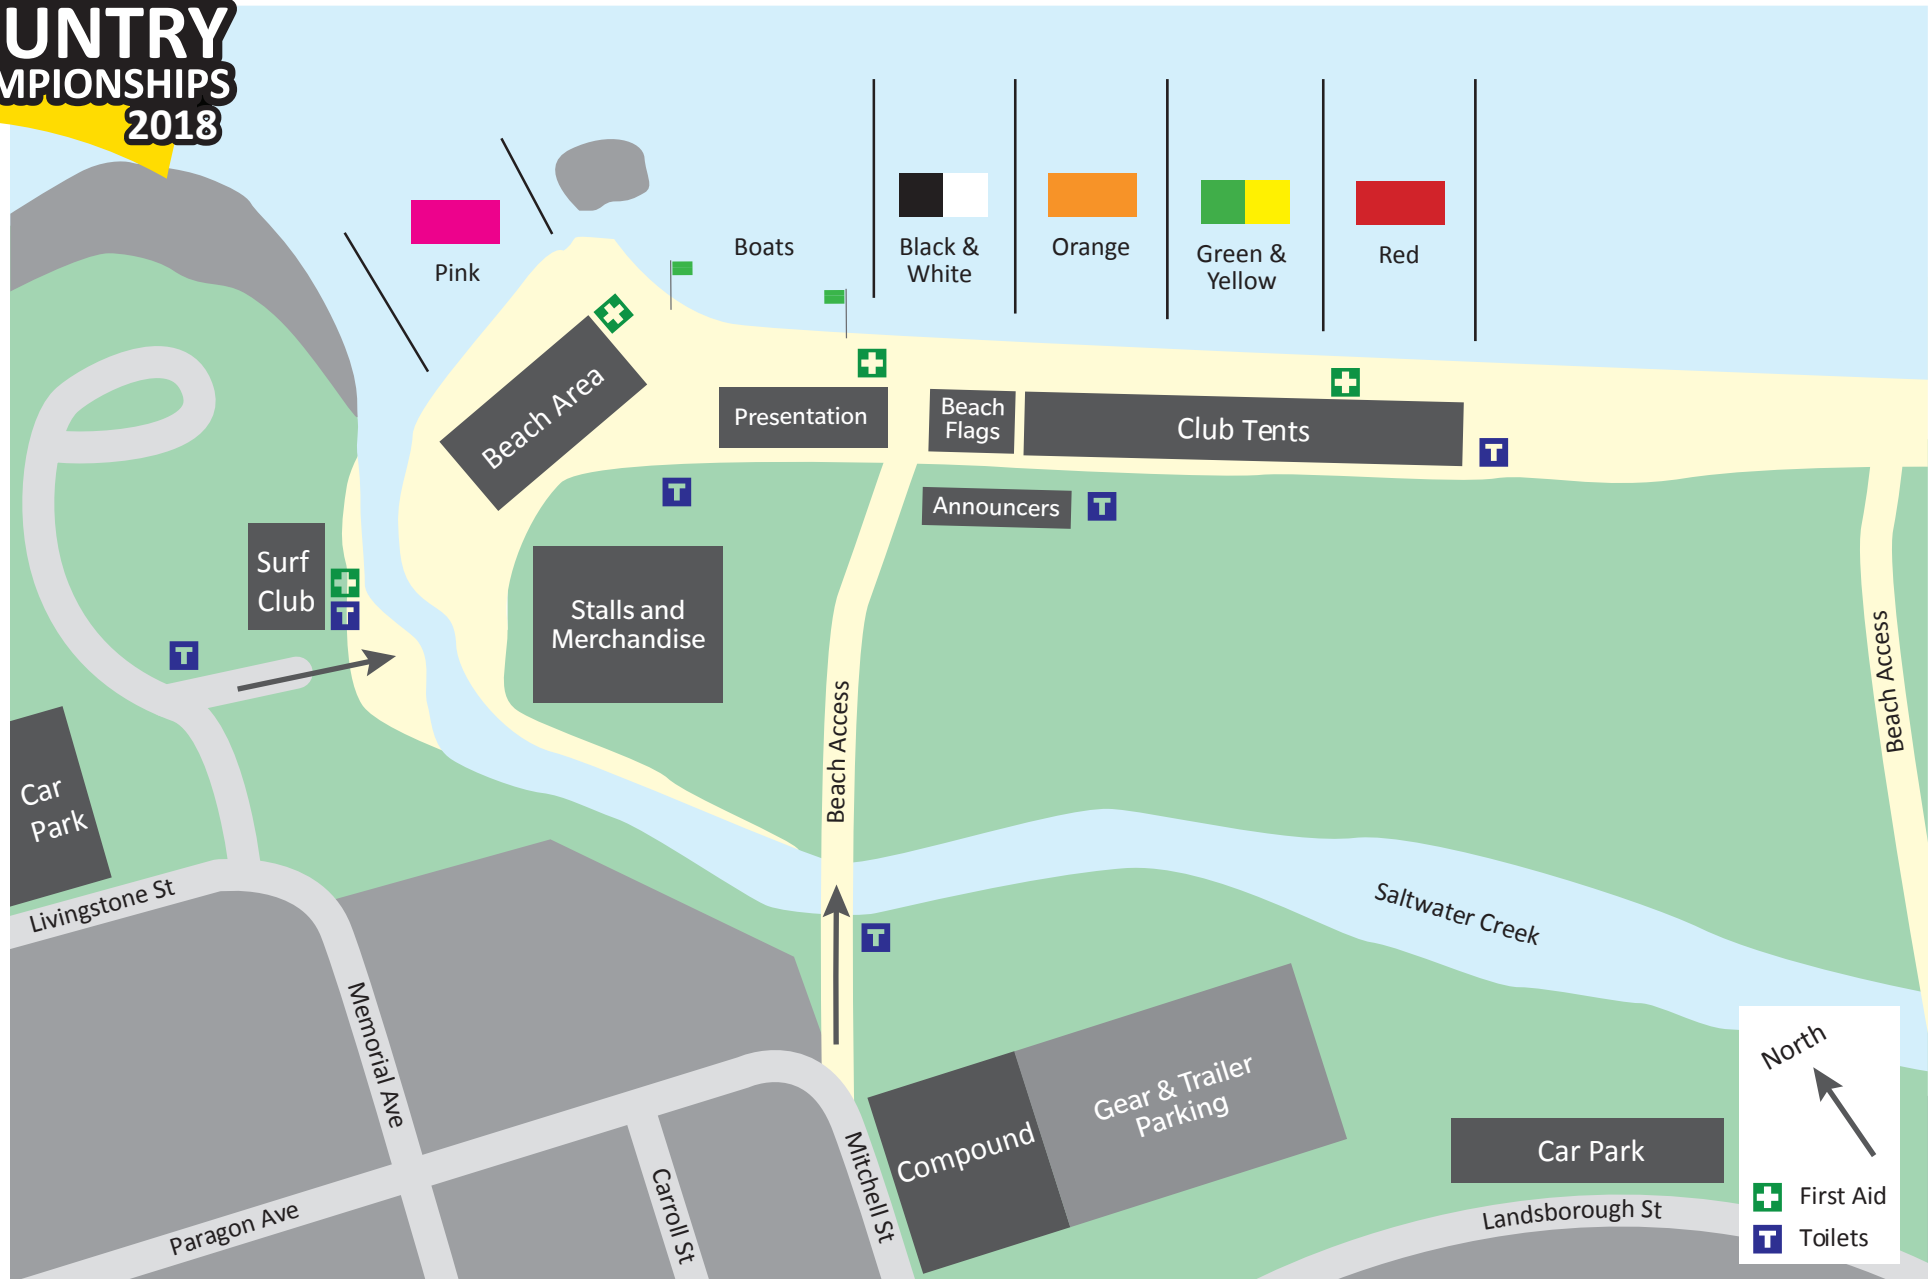 UNTRY
MPIONSHIPS
2018
Pink
Boats
Black &
White
Orange
Green &
Yellow
Red
Beach Area
Presentation
Beach
Flags
Club Tents
T
T
Announcers
T
Surf
Club
T
T
Stalls and
Merchandise
Beach Access
Beach Access
Car
Park
Livingstone St
Saltwater Creek
T
Memorial Ave
North
Gear & Trailer
Parking
Compound
Car Park
Mitchell St
Carroll St
Paragon Ave
Landsborough St
First Aid
T Toilets